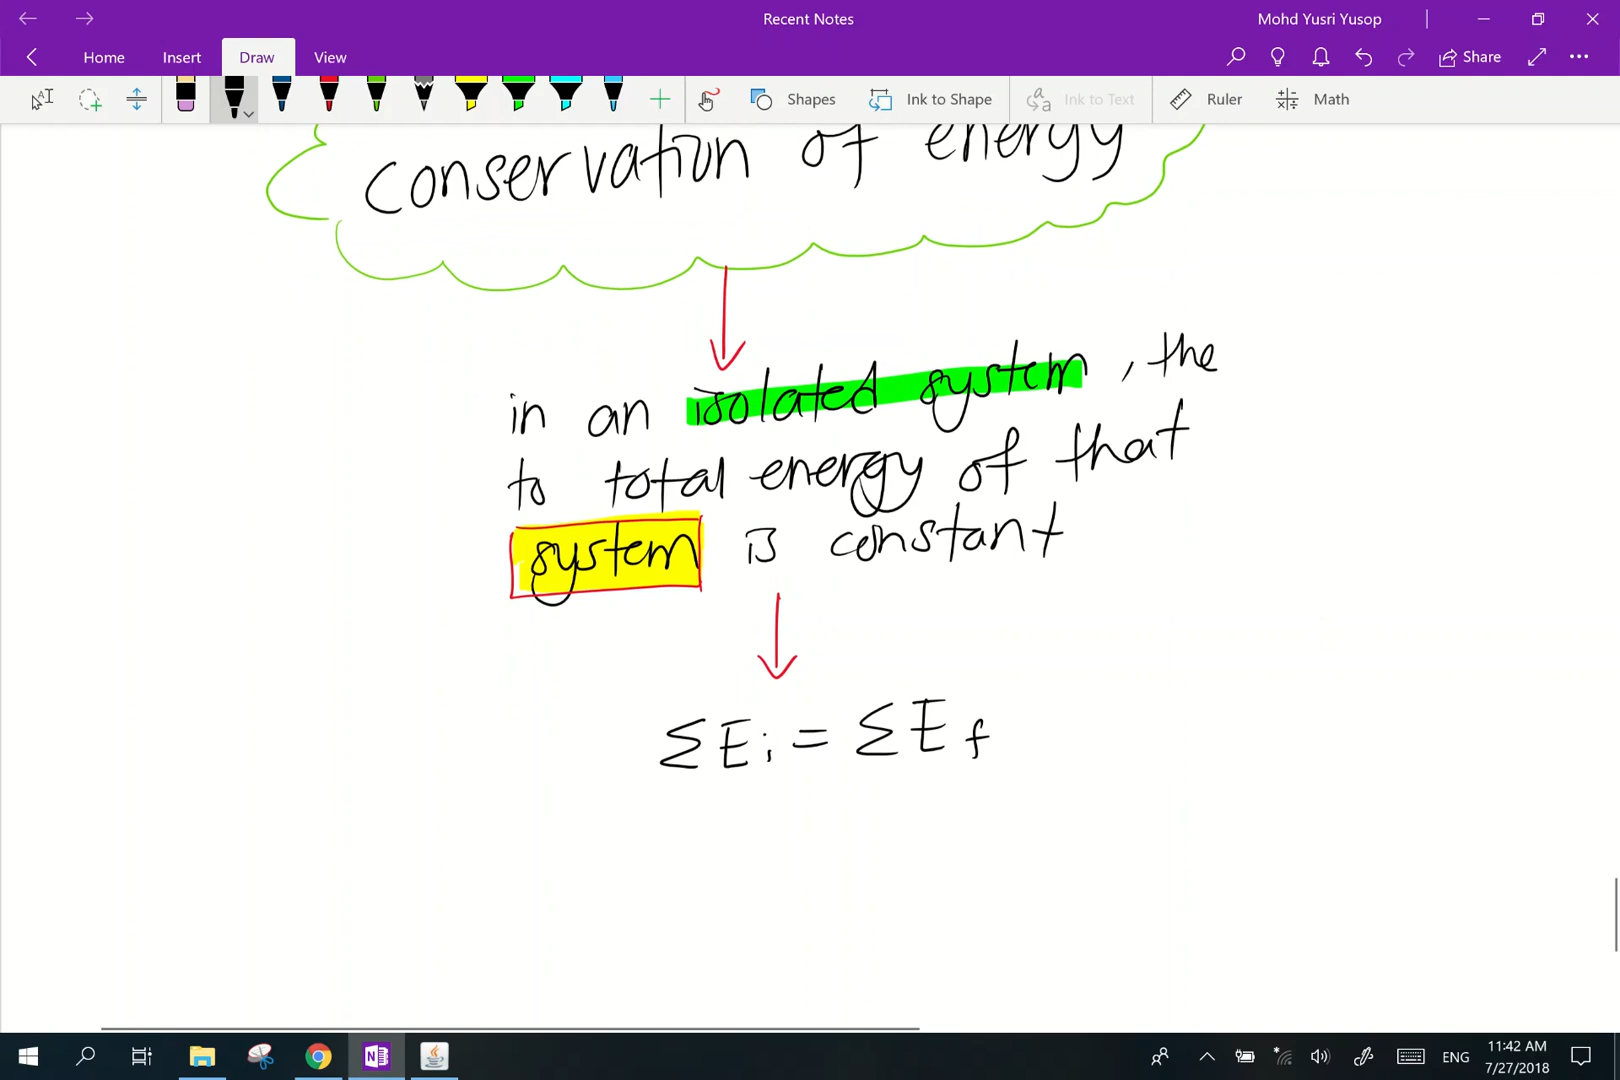 Recent Notes
Mohd Yusri Yusop
Home Insert Draw View
Share
Shapes Ink to Shape Ink to Text Ruler Math
conservation of energy
in an isolated system, the
to total energy of that
system is constant
ΣEi = ΣEf
ENG
11:42 AM
7/27/2018